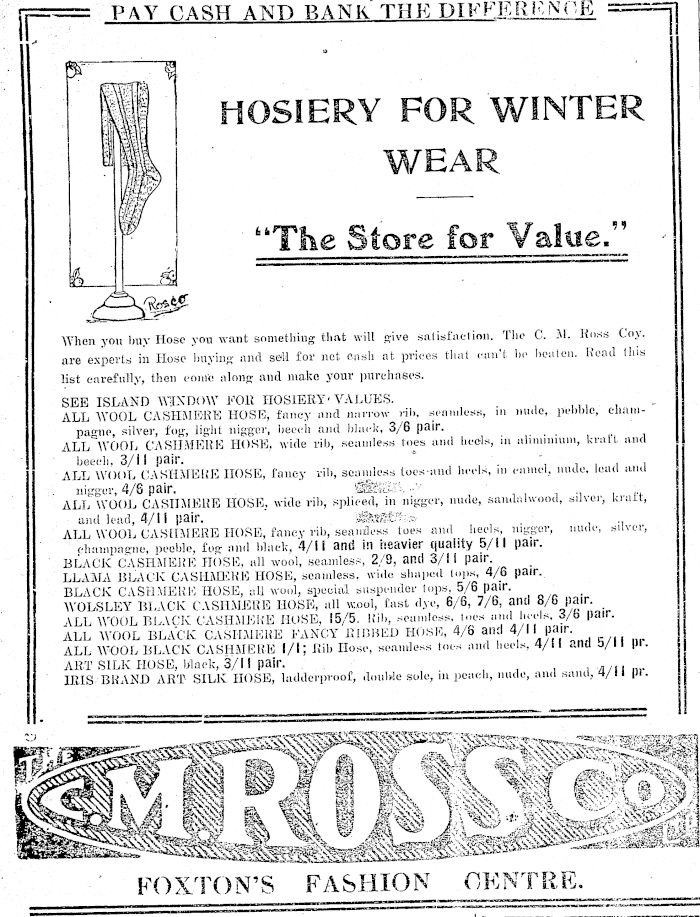 PAY CASH AND BANK THE DIFFERENCE
HOSIERY FOR WINTER
WEAR
"The Store for Value."
Rosco
When you buy Hose you want something that will give satisfaction. The C. M. Ross Coy.
are experts in Hose buying and sell for net cash at prices that can't be beaten. Read this
list carefully, then come along and make your purchases.
SEE ISLAND WINDOW FOR HOSIERY VALUES.
ALL WOOL CASHMERE HOSE, fancy and narrow rib, seamless, in nude, pebble, cham-
pagne, silver, fog, light nigger, beech and black, 3/6 pair.
ALL WOOL CASHMERE HOSE, wide rib, seamless toes and heels, in aliminium, kraft and
beech, 3/11 pair.
ALL WOOL CASHMERE HOSE, fancy rib, seamless toes and heels, in camel, nude, lead and
nigger, 4/6 pair.
ALL WOOL CASHMERE HOSE, wide rib, spliced, in nigger, nude, sandalwood, silver, kraft,
and lead, 4/11 pair.
ALL WOOL CASHMERE HOSE, fancy rib, seamless toes and heels, nigger, nude, silver,
champagne, peeble, fog and black, 4/11 and in heavier quality 5/11 pair.
BLACK CASHMERE HOSE, all wool, seamless, 2/9, and 3/11 pair.
LLAMA BLACK CASHMERE HOSE, seamless, wide shaped tops, 4/6 pair.
BLACK CASHMERE HOSE, all wool, special suspender tops, 5/6 pair.
WOLSLEY BLACK CASHMERE HOSE, all wool, fast dye, 6/6, 7/6, and 8/6 pair.
ALL WOOL BLACK CASHMERE HOSE, 15/5. Rib, seamless, toes and heels, 3/6 pair.
ALL WOOL BLACK CASHMERE FANCY RIBBED HOSE, 4/6 and 4/11 pair.
ALL WOOL BLACK CASHMERE 1/1; Rib Hose, seamless toes and heels, 4/11 and 5/11 pr.
ART SILK HOSE, black, 3/11 pair.
IRIS BRAND ART SILK HOSE, ladderproof, double sole, in peach, nude, and sand, 4/11 pr.
THE
C.M. ROSS Co
LTD
FOXTON'S FASHION CENTRE.